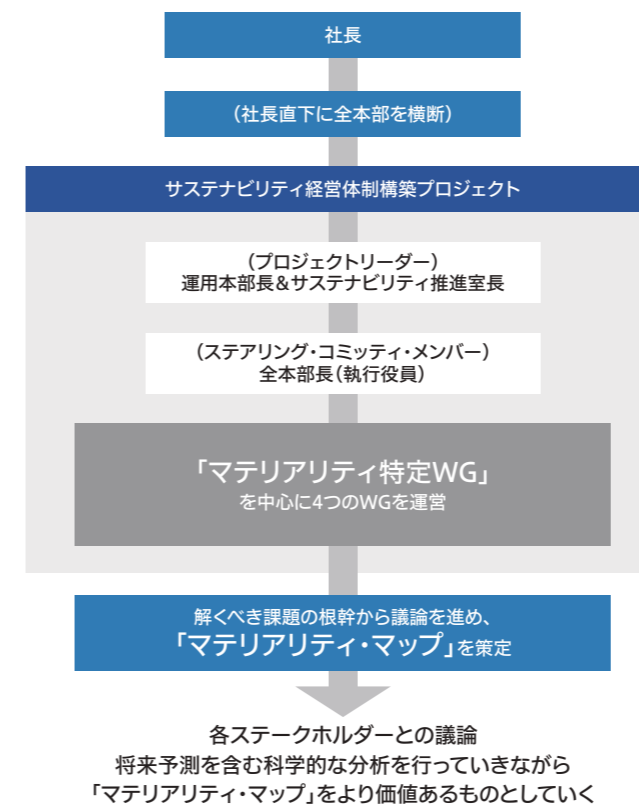 社長
(社長直下に全本部を横断)
サステナビリティ経営体制構築プロジェクト
(プロジェクトリーダー)
運用本部長&サステナビリティ推進室長
(ステアリング・コミッティ・メンバー)
全本部長(執行役員)
「マテリアリティ特定WG」
を中心に4つのWGを運営
解くべき課題の根幹から議論を進め、
「マテリアリティ・マップ」を策定
各ステークホルダーとの議論
将来予測を含む科学的な分析を行っていきながら
「マテリアリティ・マップ」をより価値あるものとしていく